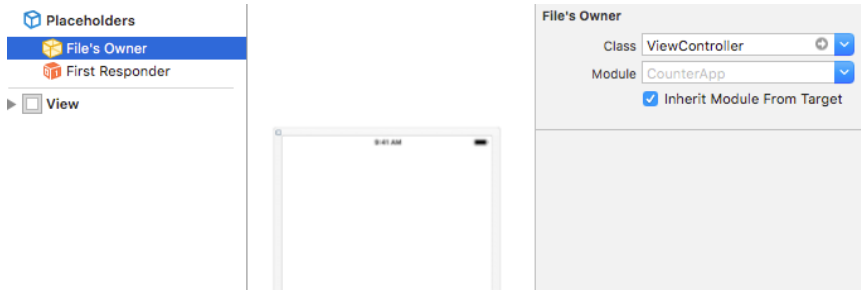 Placeholders
File's Owner
First Responder
View
9:41 AM
File's Owner
Class ViewController
Module CounterApp
Inherit Module From Target